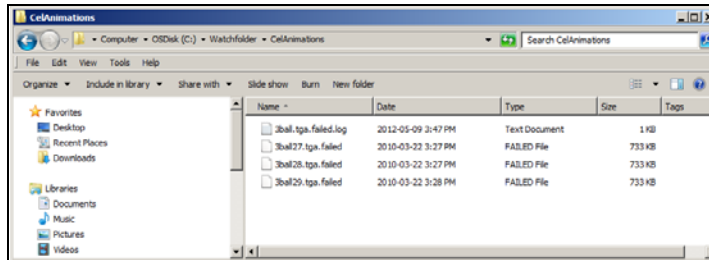 CelAnimations
Computer OSDisk (C:) Watchfolder CelAnimations Search CelAnimations
File Edit View Tools Help
Organize Include in library Share with Slide show Burn New folder
Name Date Type Size Tags
Favorites
Desktop
Recent Places
Downloads
Libraries
Documents
Music
Pictures
Videos
3ball.tga.failed.log 2012-05-09 3:47 PM Text Document 1 KB
3ball27.tga.failed 2010-03-22 3:27 PM FAILED File 733 KB
3ball28.tga.failed 2010-03-22 3:27 PM FAILED File 733 KB
3ball29.tga.failed 2010-03-22 3:28 PM FAILED File 733 KB